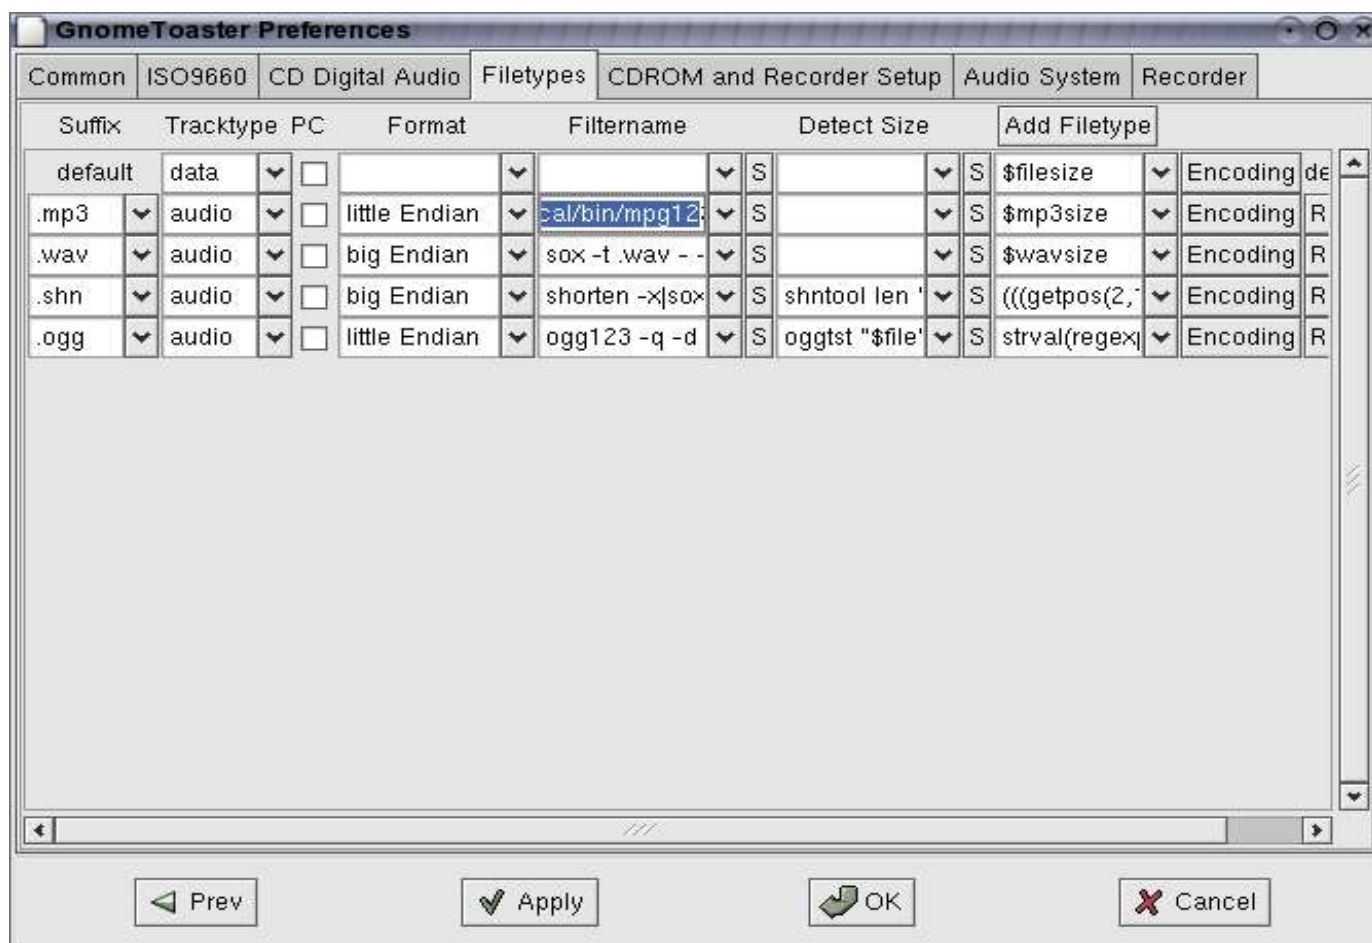 GnomeToaster Preferences
Common ISO9660 CD Digital Audio Filetypes CDROM and Recorder Setup Audio System Recorder
Suffix Tracktype PC Format Filtername Detect Size Add Filetype
default data S S $filesize Encoding de
.mp3 audio little Endian cal/bin/mpg12 S S $mp3size Encoding R
.wav audio big Endian sox -t .wav - - S S $wavsize Encoding R
.shn audio big Endian shorten -x|sox S shntool len ' S (((getpos(2, Encoding R
.ogg audio little Endian ogg123 -q -d S oggtst "$file" S strval(regexp Encoding R
Prev Apply OK Cancel